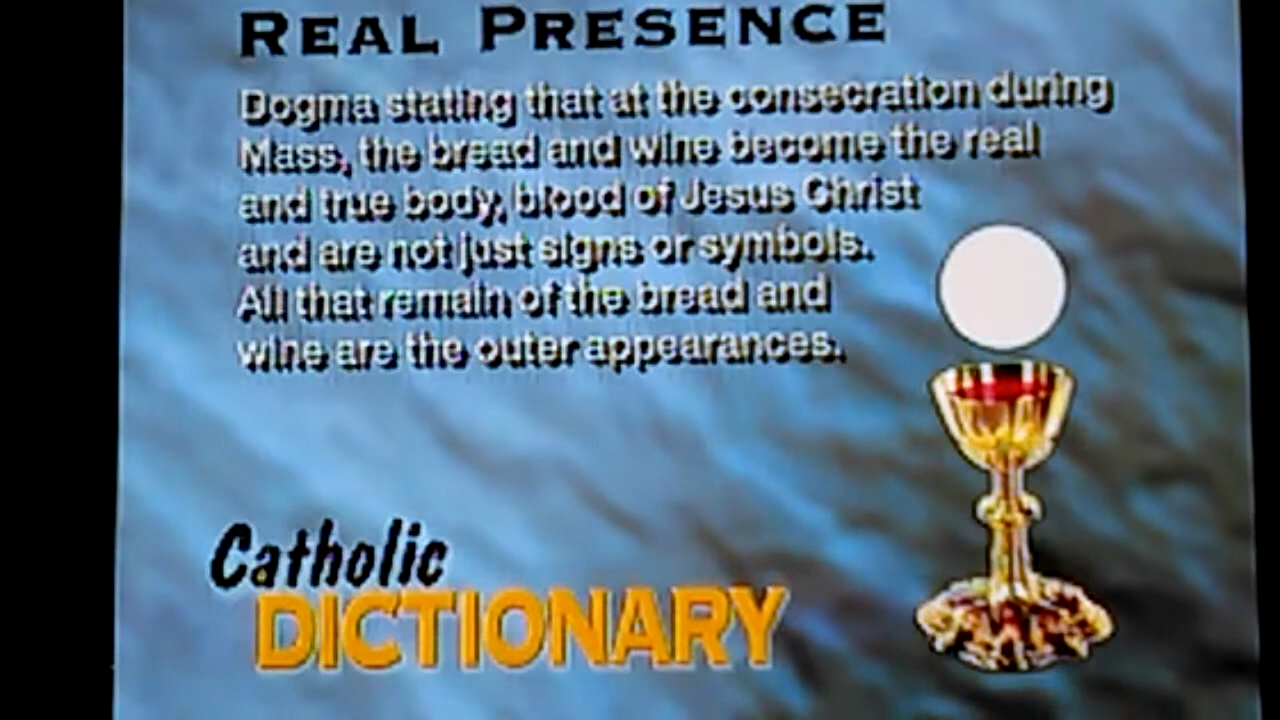 REAL PRESENCE
Dogma stating that at the consecration during
Mass, the bread and wine become the real
and true body, blood of Jesus Christ
and are not just signs or symbols.
All that remain of the bread and
wine are the outer appearances.
Catholic
DICTIONARY